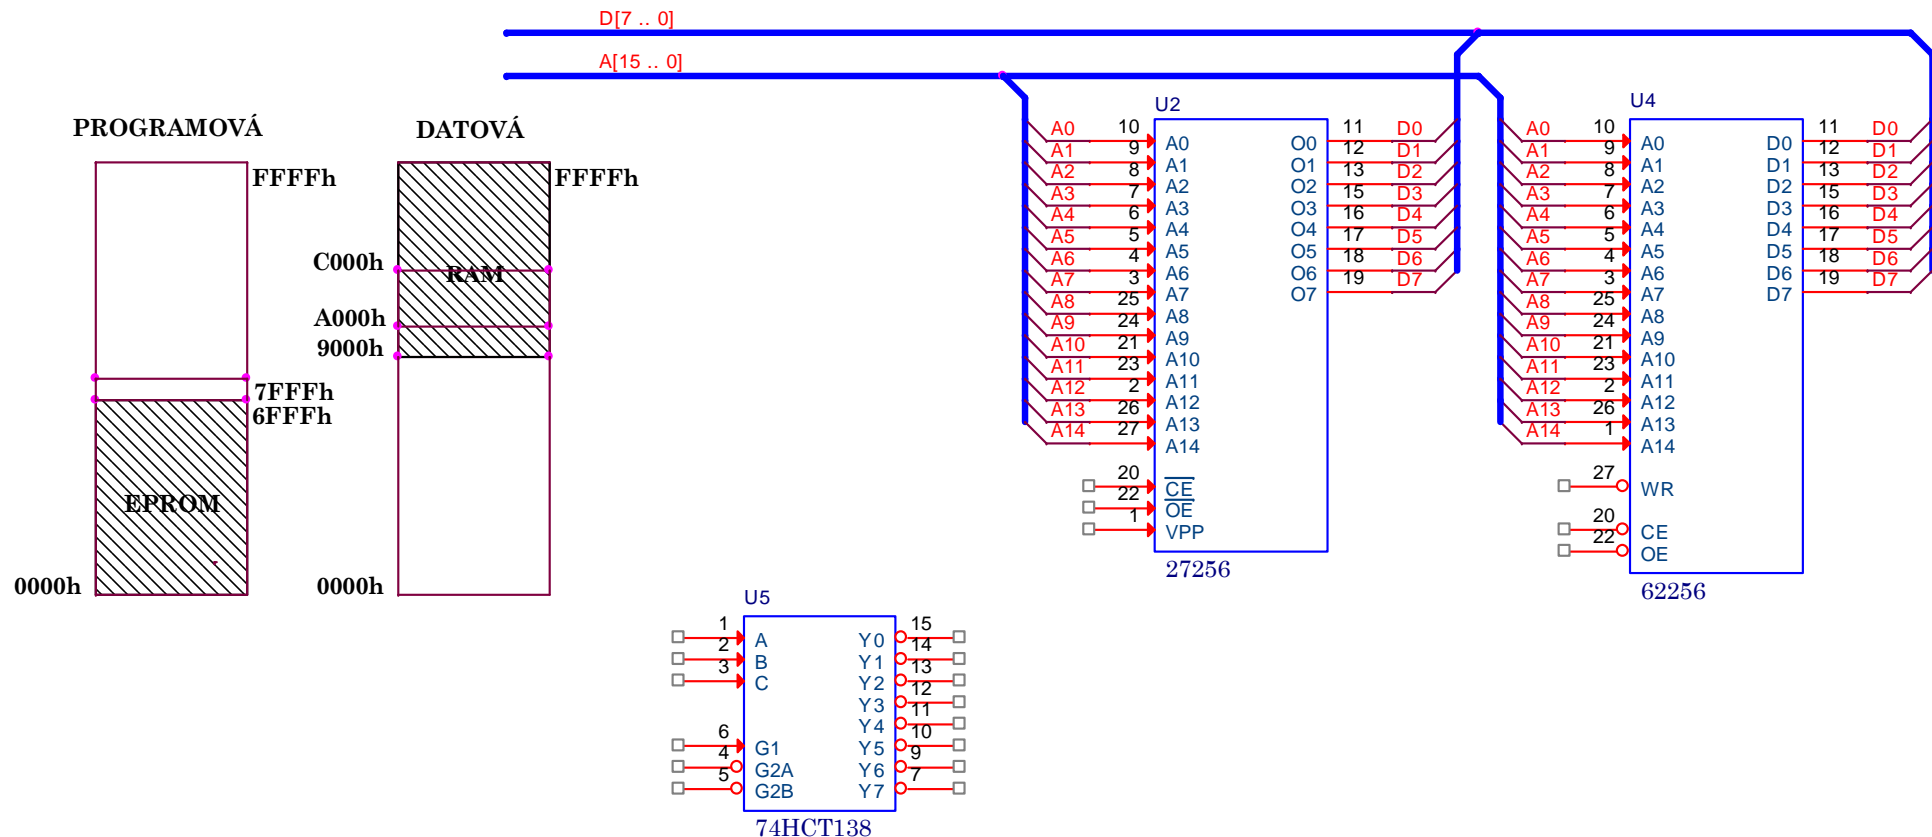 D[7 .. 0]
A[15 .. 0]
PROGRAMOVÁ
FFFFh
7FFFh
6FFFh
EPROM
0000h
DATOVÁ
FFFFh
C000h
RAM
A000h
9000h
0000h
U2
A0 10 A0 O0 11 D0
A1 9 A1 O1 12 D1
A2 8 A2 O2 13 D2
A3 7 A3 O3 15 D3
A4 6 A4 O4 16 D4
A5 5 A5 O5 17 D5
A6 4 A6 O6 18 D6
A7 3 A7 O7 19 D7
A8 25 A8
A9 24 A9
A10 21 A10
A11 23 A11
A12 2 A12
A13 26 A13
A14 27 A14
20 CE
22 OE
1 VPP
27256
U4
A0 10 A0 D0 11 D0
A1 9 A1 D1 12 D1
A2 8 A2 D2 13 D2
A3 7 A3 D3 15 D3
A4 6 A4 D4 16 D4
A5 5 A5 D5 17 D5
A6 4 A6 D6 18 D6
A7 3 A7 D7 19 D7
A8 25 A8
A9 24 A9
A10 21 A10
A11 23 A11
A12 2 A12
A13 26 A13
A14 1 A14
27 WR
20 CE
22 OE
62256
U5
1 A Y0 15
2 B Y1 14
3 C Y2 13
Y3 12
Y4 11
6 G1 Y5 10
4 G2A Y6 9
5 G2B Y7 7
74HCT138